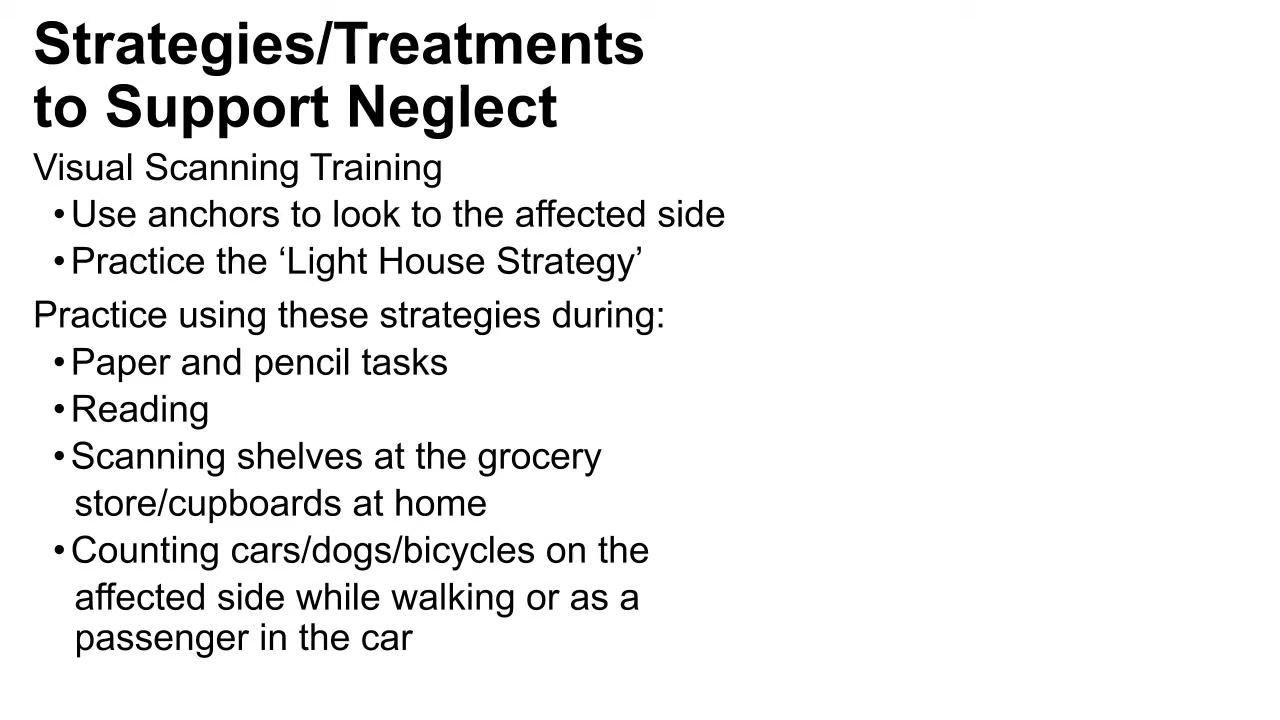 Strategies/Treatments
to Support Neglect
Visual Scanning Training
•Use anchors to look to the affected side
•Practice the ‘Light House Strategy’
Practice using these strategies during:
•Paper and pencil tasks
•Reading
•Scanning shelves at the grocery
store/cupboards at home
•Counting cars/dogs/bicycles on the
affected side while walking or as a
passenger in the car